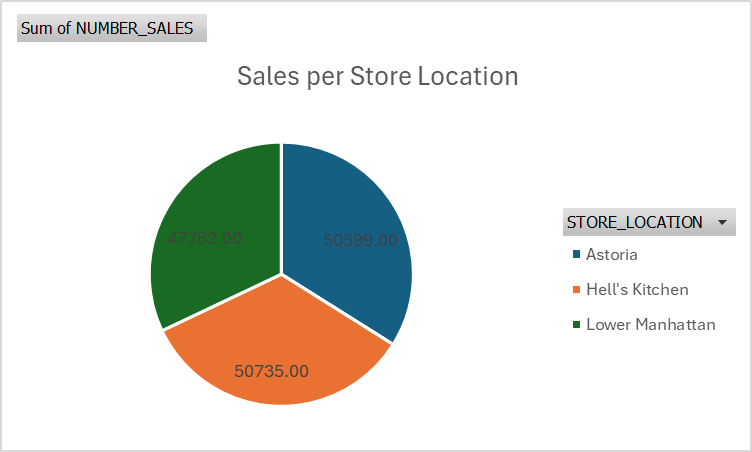 Sum of NUMBER_SALES
Sales per Store Location
47782.00
50599.00
50735.00
STORE_LOCATION
Astoria
Hell's Kitchen
Lower Manhattan